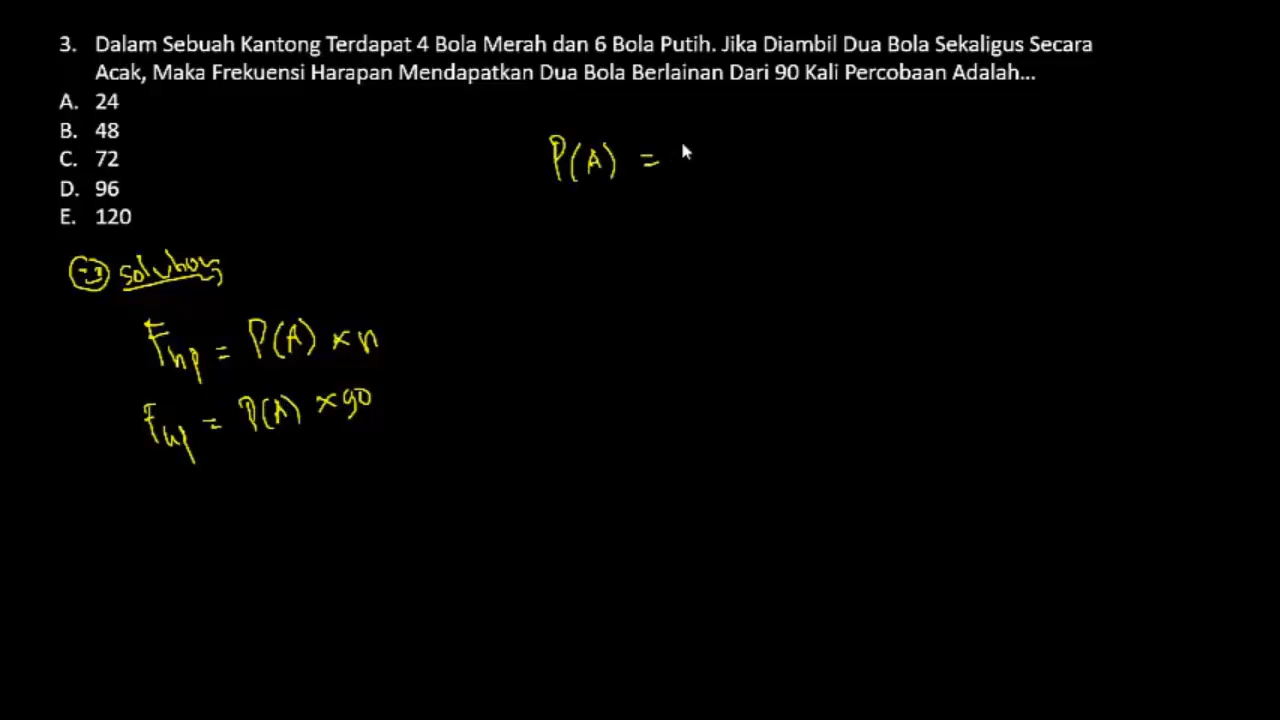 3. Dalam Sebuah Kantong Terdapat 4 Bola Merah dan 6 Bola Putih. Jika Diambil Dua Bola Sekaligus Secara
Acak, Maka Frekuensi Harapan Mendapatkan Dua Bola Berlainan Dari 90 Kali Percobaan Adalah...
A. 24
B. 48
C. 72
D. 96
E. 120
P(A) =
solution
Fhp = P(A) × n
Fhp = P(A) × 90